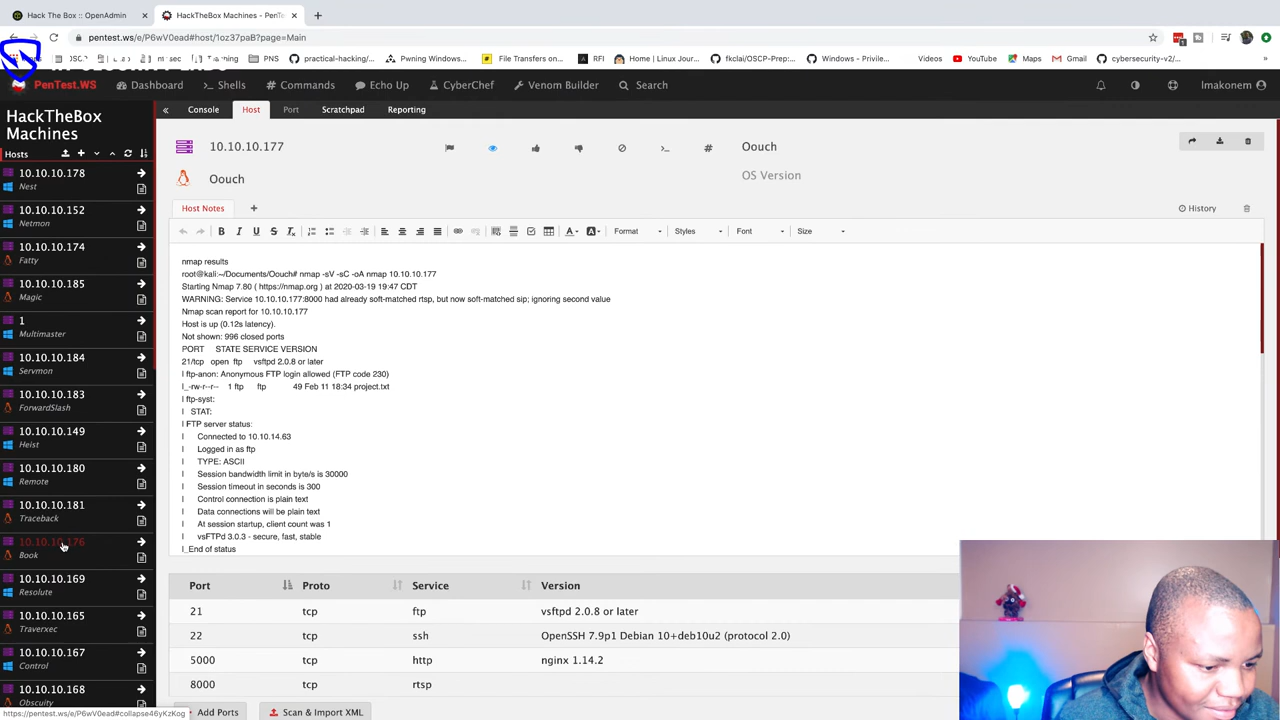 Hack The Box :: OpenAdmin
HackTheBox Machines - PenT
pentest.ws/e/P6wV0ead#host/1oz37paB?page=Main
PNS
practical-hacking/...
Pwning Windows...
File Transfers on...
RFI
Home | Linux Jour...
fkclai/OSCP-Prep:...
Windows - Privile...
Videos
YouTube
Maps
Gmail
cybersecurity-v2/...
PenTest.WS
Dashboard
Shells
Commands
Echo Up
CyberChef
Venom Builder
Search
Imakonem
HackTheBox
Machines
Hosts
10.10.10.178
Nest
10.10.10.152
Netmon
10.10.10.174
Fatty
10.10.10.185
Magic
1
Multimaster
10.10.10.184
Servmon
10.10.10.183
ForwardSlash
10.10.10.149
Heist
10.10.10.180
Remote
10.10.10.181
Traceback
10.10.10.176
Book
10.10.10.169
Resolute
10.10.10.165
Traverxec
10.10.10.167
Control
10.10.10.168
Obscuity
https://pentest.ws/e/P6wV0ead#collapse46yKzKog
Console
Host
Port
Scratchpad
Reporting
10.10.10.177
Oouch
Oouch
OS Version
Host Notes
+
History
B I U S
Format
Styles
Font
Size
nmap results
root@kali:~/Documents/Oouch# nmap -sV -sC -oA nmap 10.10.10.177
Starting Nmap 7.80 ( https://nmap.org ) at 2020-03-19 19:47 CDT
WARNING: Service 10.10.10.177:8000 had already soft-matched rtsp, but now soft-matched sip; ignoring second value
Nmap scan report for 10.10.10.177
Host is up (0.12s latency).
Not shown: 996 closed ports
PORT STATE SERVICE VERSION
21/tcp open ftp vsftpd 2.0.8 or later
| ftp-anon: Anonymous FTP login allowed (FTP code 230)
|_-rw-r--r-- 1 ftp ftp 49 Feb 11 18:34 project.txt
| ftp-syst:
| STAT:
| FTP server status:
| Connected to 10.10.14.63
| Logged in as ftp
| TYPE: ASCII
| Session bandwidth limit in byte/s is 30000
| Session timeout in seconds is 300
| Control connection is plain text
| Data connections will be plain text
| At session startup, client count was 1
| vsFTPd 3.0.3 - secure, fast, stable
|_End of status
Port Proto Service Version
21 tcp ftp vsftpd 2.0.8 or later
22 tcp ssh OpenSSH 7.9p1 Debian 10+deb10u2 (protocol 2.0)
5000 tcp http nginx 1.14.2
8000 tcp rtsp
Add Ports
Scan & Import XML